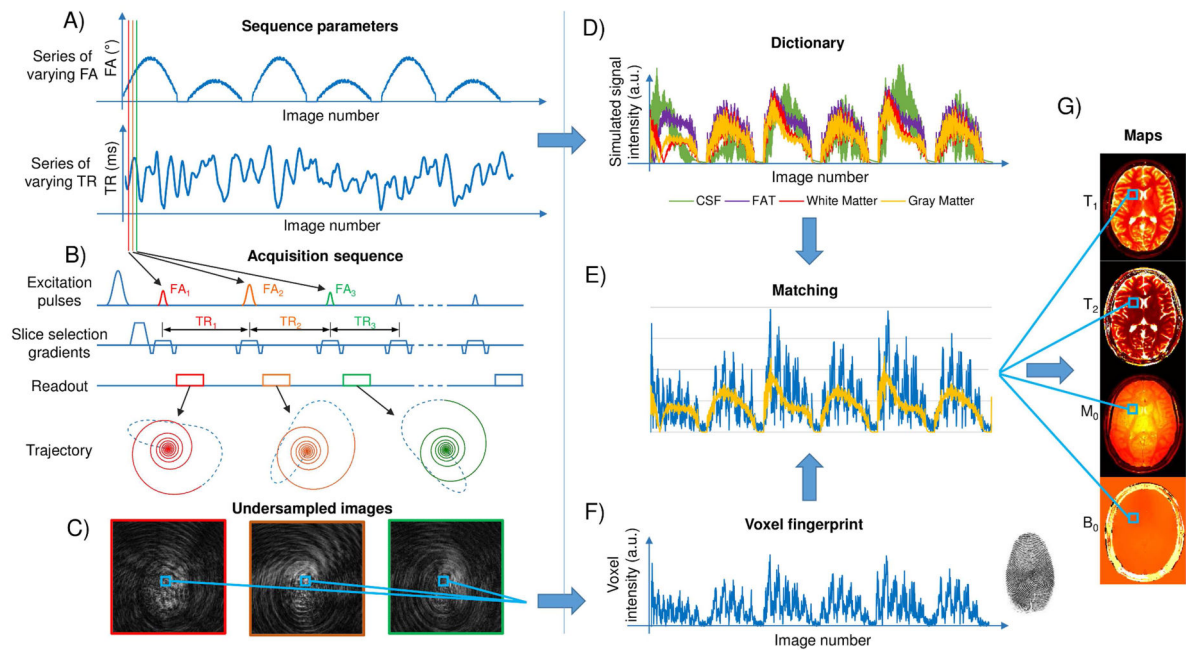 A)
Sequence parameters
Series of
varying FA
FA (°)
Image number
Series of
varying TR
TR (ms)
Image number
B)
Acquisition sequence
Excitation
pulses
FA1
FA2
FA3
Slice selection
gradients
TR1
TR2
TR3
Readout
Trajectory
C)
Undersampled images
D)
Dictionary
Simulated signal
intensity (a.u.)
Image number
CSF
FAT
White Matter
Gray Matter
E)
Matching
F)
Voxel fingerprint
Voxel
intensity (a.u.)
Image number
G)
Maps
T1
T2
M0
B0